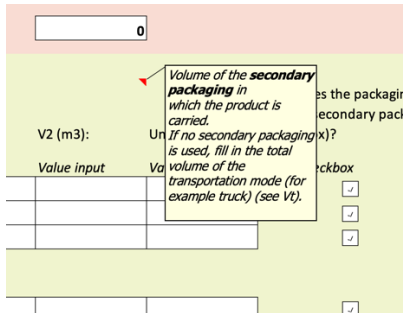 0
Volume of the secondary
packaging in
which the product is
carried.
If no secondary packaging
is used, fill in the total
volume of the
transportation mode (for
example truck) (see Vt).
es the packagin
econdary pack
V2 (m3):
Un
x)?
Value input
Va
eckbox